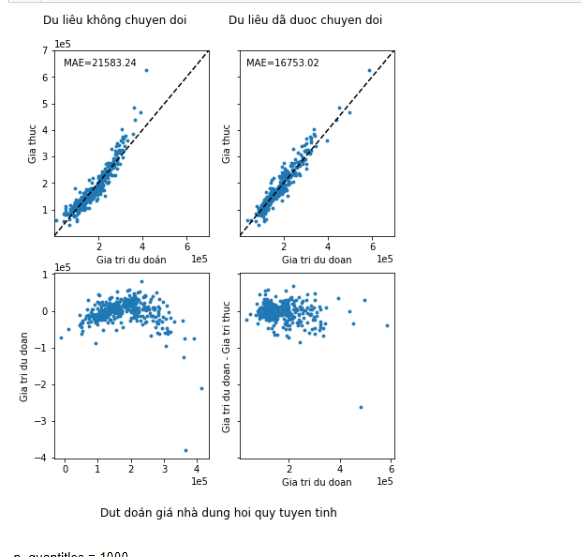 Du liêu không chuyen doi
Du liêu dã duoc chuyen doi
1e5
7
6
5
4
3
2
1
MAE=21583.24
MAE=16753.02
Gia thuc
Gia thuc
2 4 6
1e5
2 4 6
1e5
Gia tri du doán
Gia tri du doan
1e5
1
0
−1
−2
−3
−4
Gia tri du doan
Gia tri du doan - Gia tri thuc
0 1 2 3 4
1e5
2 4 6
1e5
Gia tri du doan
Dut doán giá nhà dung hoi quy tuyen tinh
n_quantitles = 1000